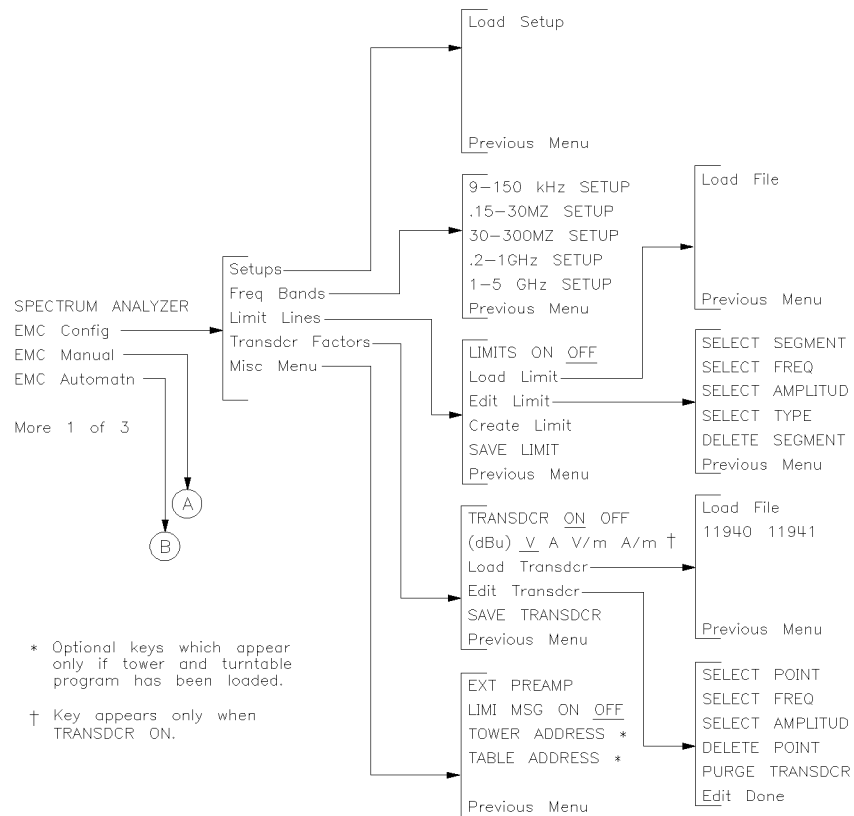 SPECTRUM ANALYZER
EMC Config
EMC Manual
EMC Automatn
More 1 of 3
A
B
* Optional keys which appear
only if tower and turntable
program has been loaded.
† Key appears only when
TRANSDCR ON.
Setups
Freq Bands
Limit Lines
Transdcr Factors
Misc Menu
Load Setup
Previous Menu
9-150 kHz SETUP
.15-30MZ SETUP
30-300MZ SETUP
.2-1GHz SETUP
1-5 GHz SETUP
Previous Menu
LIMITS ON OFF
Load Limit
Edit Limit
Create Limit
SAVE LIMIT
Previous Menu
TRANSDCR ON OFF
(dBu) V A V/m A/m †
Load Transdcr
Edit Transdcr
SAVE TRANSDCR
Previous Menu
EXT PREAMP
LIMI MSG ON OFF
TOWER ADDRESS *
TABLE ADDRESS *
Previous Menu
Load File
Previous Menu
SELECT SEGMENT
SELECT FREQ
SELECT AMPLITUD
SELECT TYPE
DELETE SEGMENT
Previous Menu
Load File
11940 11941
Previous Menu
SELECT POINT
SELECT FREQ
SELECT AMPLITUD
DELETE POINT
PURGE TRANSDCR
Edit Done